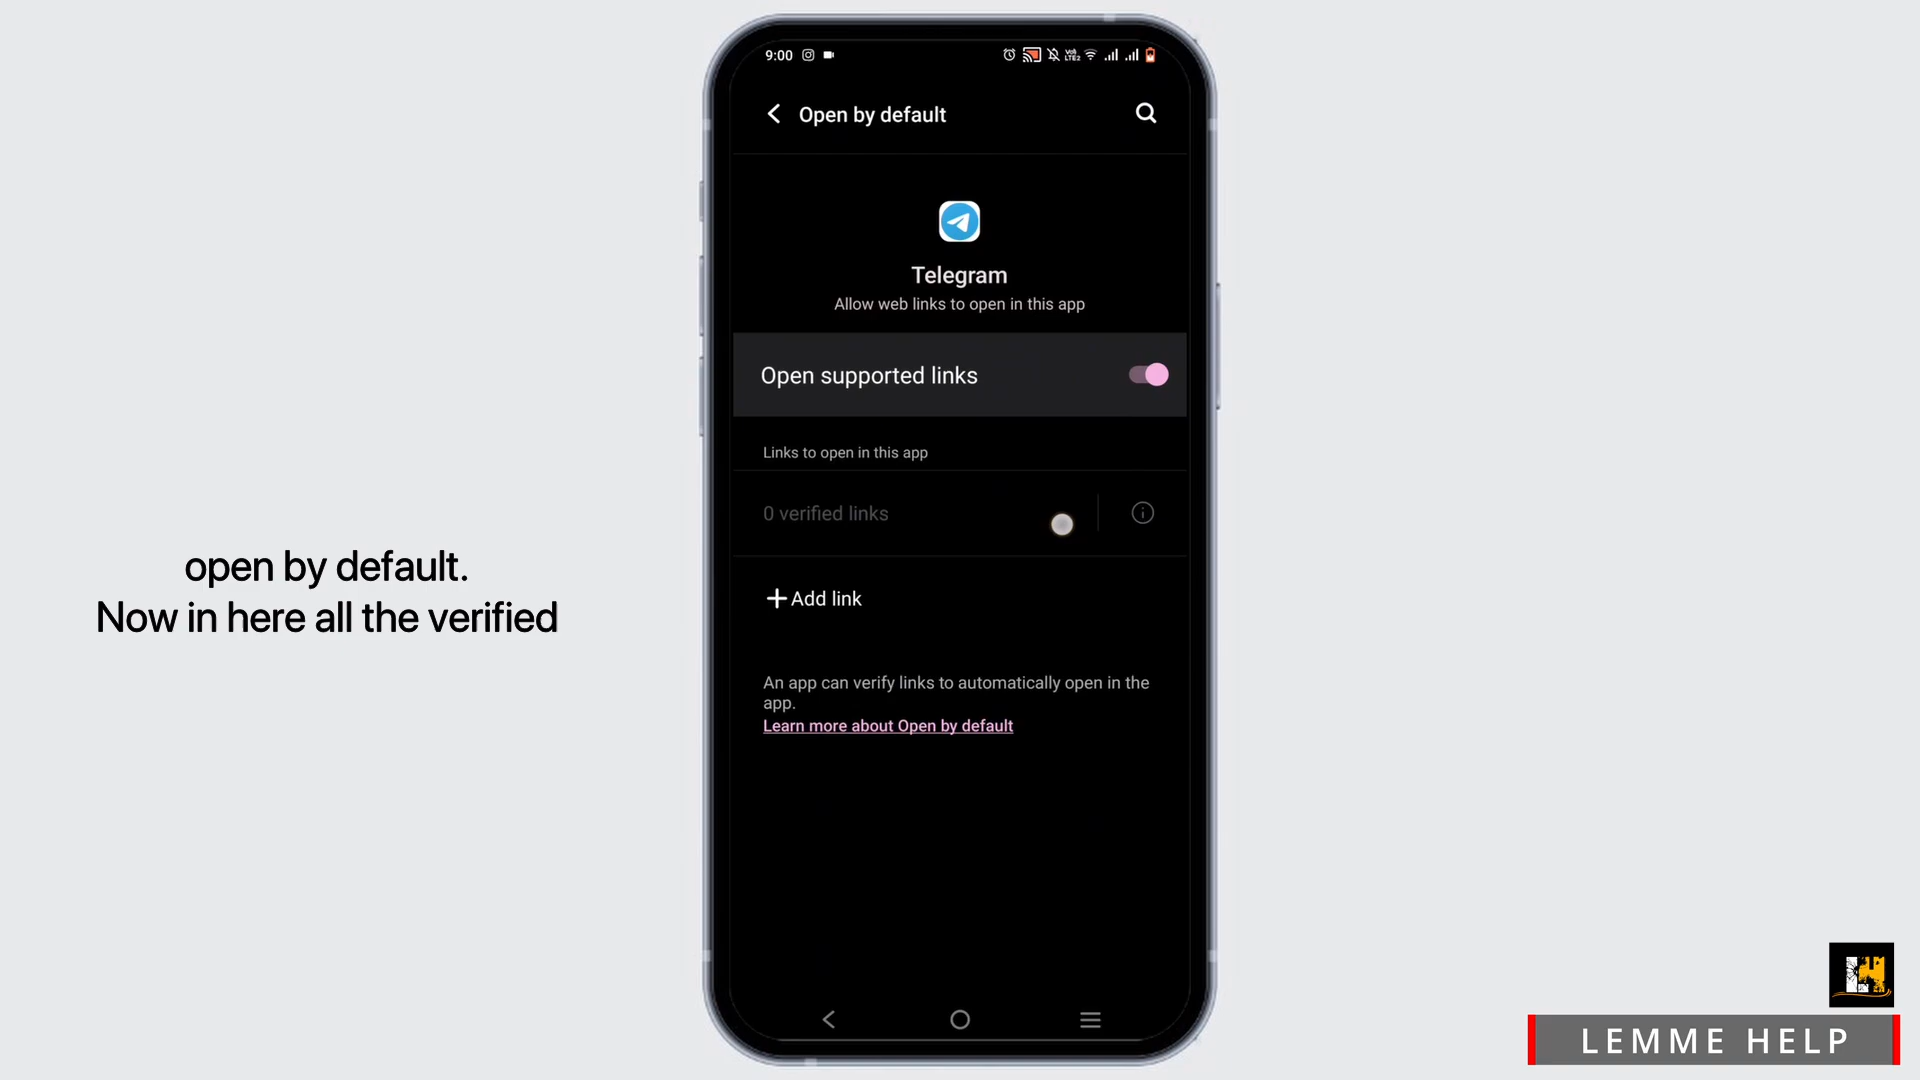 9:00
Open by default
Telegram
Allow web links to open in this app
Open supported links
Links to open in this app
0 verified links
Add link
An app can verify links to automatically open in the
app.
Learn more about Open by default
open by default.
Now in here all the verified
LEMME HELP